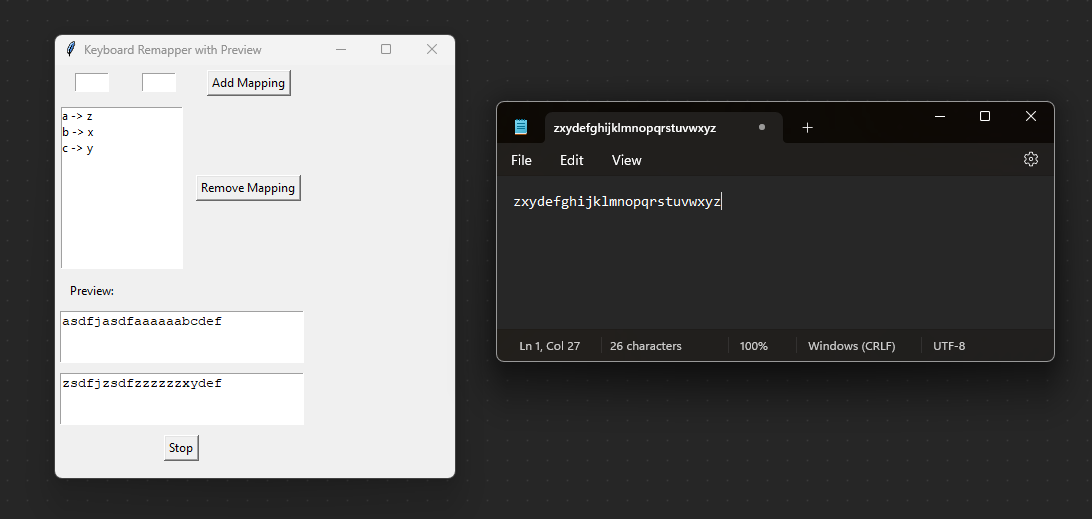 Keyboard Remapper with Preview
Add Mapping
a -> z
b -> x
c -> y
Remove Mapping
Preview:
asdfjasdfaaaaaabcdef
zsdfjzsdfzzzzzzxydef
Stop
zxydefghijklmnopqrstuvwxyz
File Edit View
zxydefghijklmnopqrstuvwxyz
Ln 1, Col 27 26 characters 100% Windows (CRLF) UTF-8